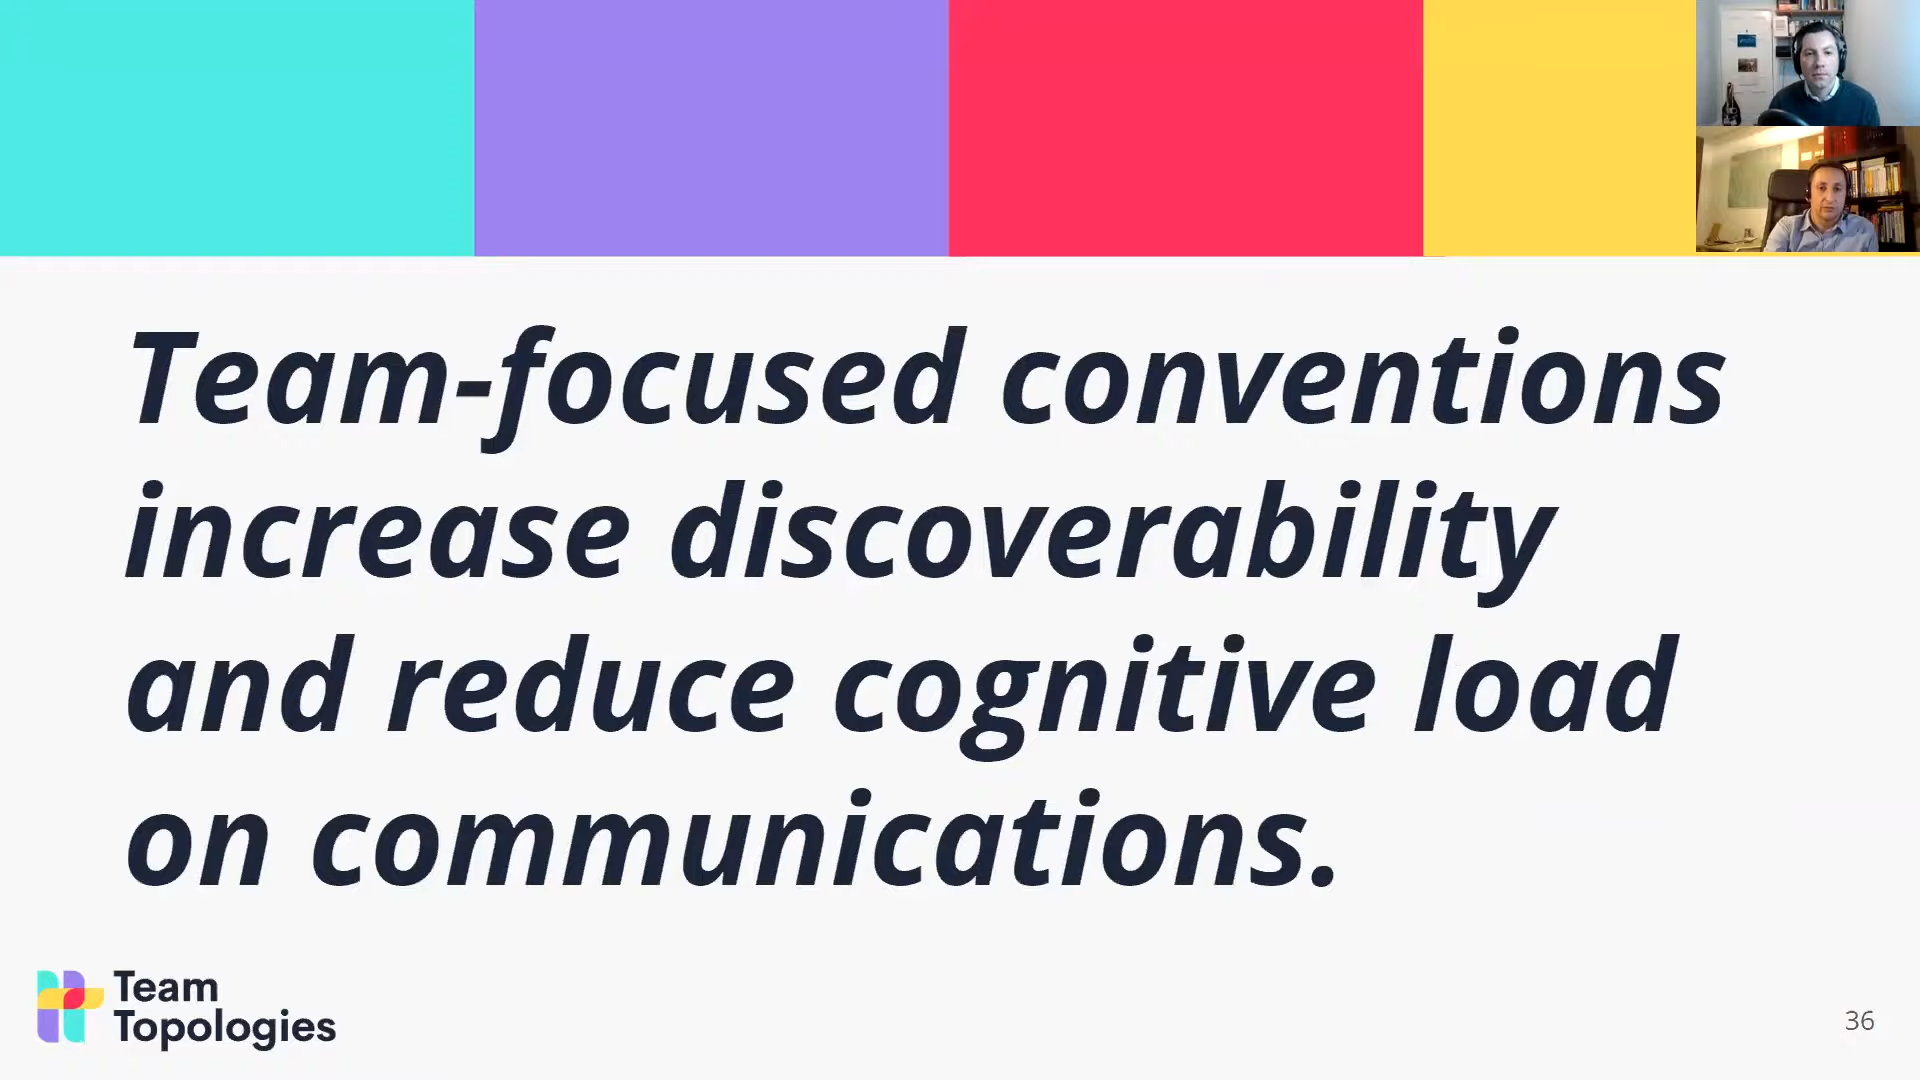 Team-focused conventions
increase discoverability
and reduce cognitive load
on communications.
Team
Topologies
36